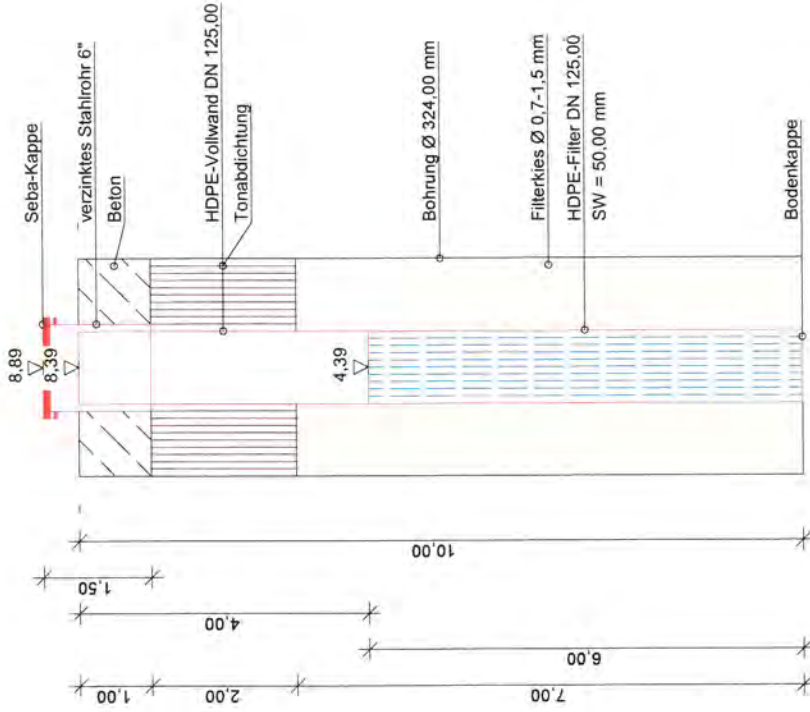 8,89
8,39
4,39
Seba-Kappe
verzinktes Stahlrohr 6"
Beton
HDPE-Vollwand DN 125,00
Tonabdichtung
Bohrung Ø 324,00 mm
Filterkies Ø 0,7-1,5 mm
HDPE-Filter DN 125,00
SW = 50,00 mm
Bodenkappe
10,00
1,50
4,00
6,00
1,00
2,00
7,00